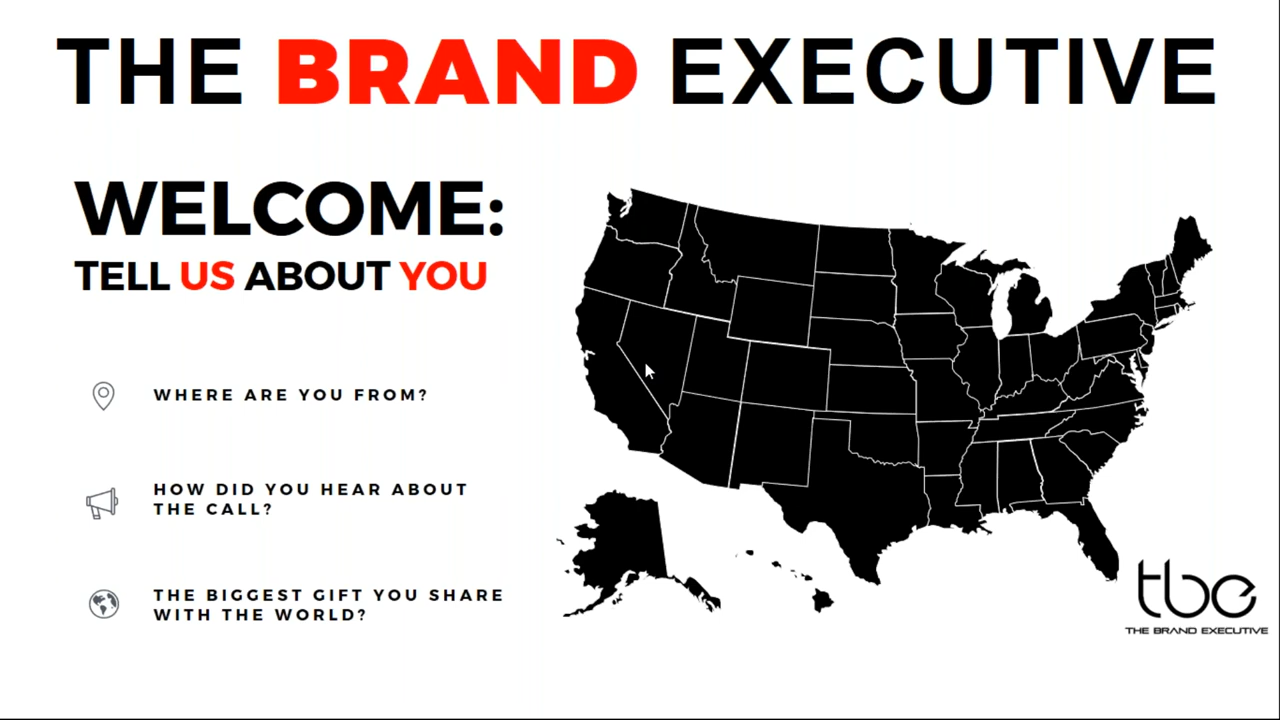 THE BRAND EXECUTIVE
WELCOME:
TELL US ABOUT YOU
WHERE ARE YOU FROM?
HOW DID YOU HEAR ABOUT
THE CALL?
THE BIGGEST GIFT YOU SHARE
WITH THE WORLD?
tbe
THE BRAND EXECUTIVE